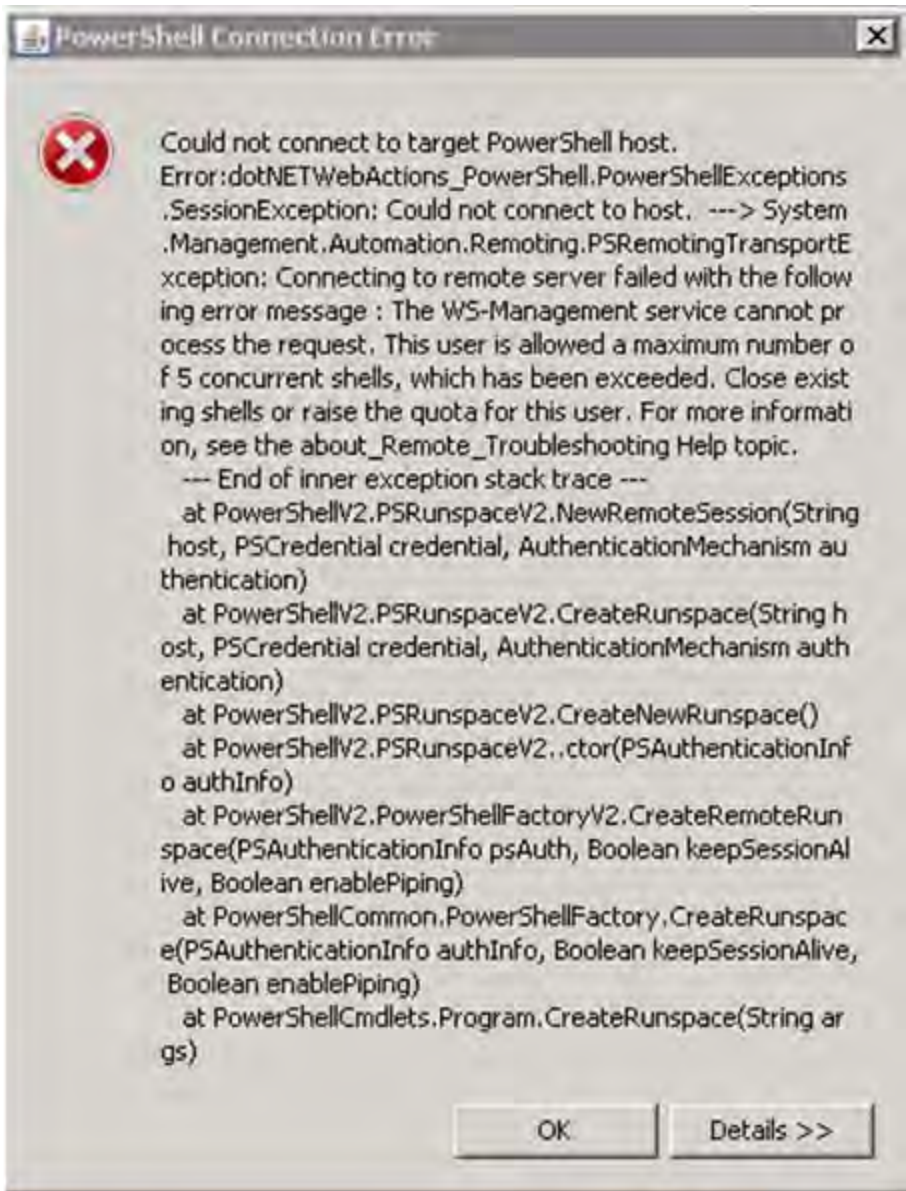 PowerShell Connection Error
Could not connect to target PowerShell host.
Error:dotNETWebActions_PowerShell.PowerShellExceptions
.SessionException: Could not connect to host. ---> System
.Management.Automation.Remoting.PSRemotingTransportE
xception: Connecting to remote server failed with the follow
ing error message : The WS-Management service cannot pr
ocess the request. This user is allowed a maximum number o
f 5 concurrent shells, which has been exceeded. Close exist
ing shells or raise the quota for this user. For more informati
on, see the about_Remote_Troubleshooting Help topic.
--- End of inner exception stack trace ---
at PowerShellV2.PSRunspaceV2.NewRemoteSession(String
host, PSCredential credential, AuthenticationMechanism au
thentication)
at PowerShellV2.PSRunspaceV2.CreateRunspace(String h
ost, PSCredential credential, AuthenticationMechanism auth
entication)
at PowerShellV2.PSRunspaceV2.CreateNewRunspace()
at PowerShellV2.PSRunspaceV2..ctor(PSAuthenticationInf
o authInfo)
at PowerShellV2.PowerShellFactoryV2.CreateRemoteRun
space(PSAuthenticationInfo psAuth, Boolean keepSessionAl
ive, Boolean enablePiping)
at PowerShellCommon.PowerShellFactory.CreateRunspac
e(PSAuthenticationInfo authInfo, Boolean keepSessionAlive,
Boolean enablePiping)
at PowerShellCmdlets.Program.CreateRunspace(String ar
gs)
OK
Details >>